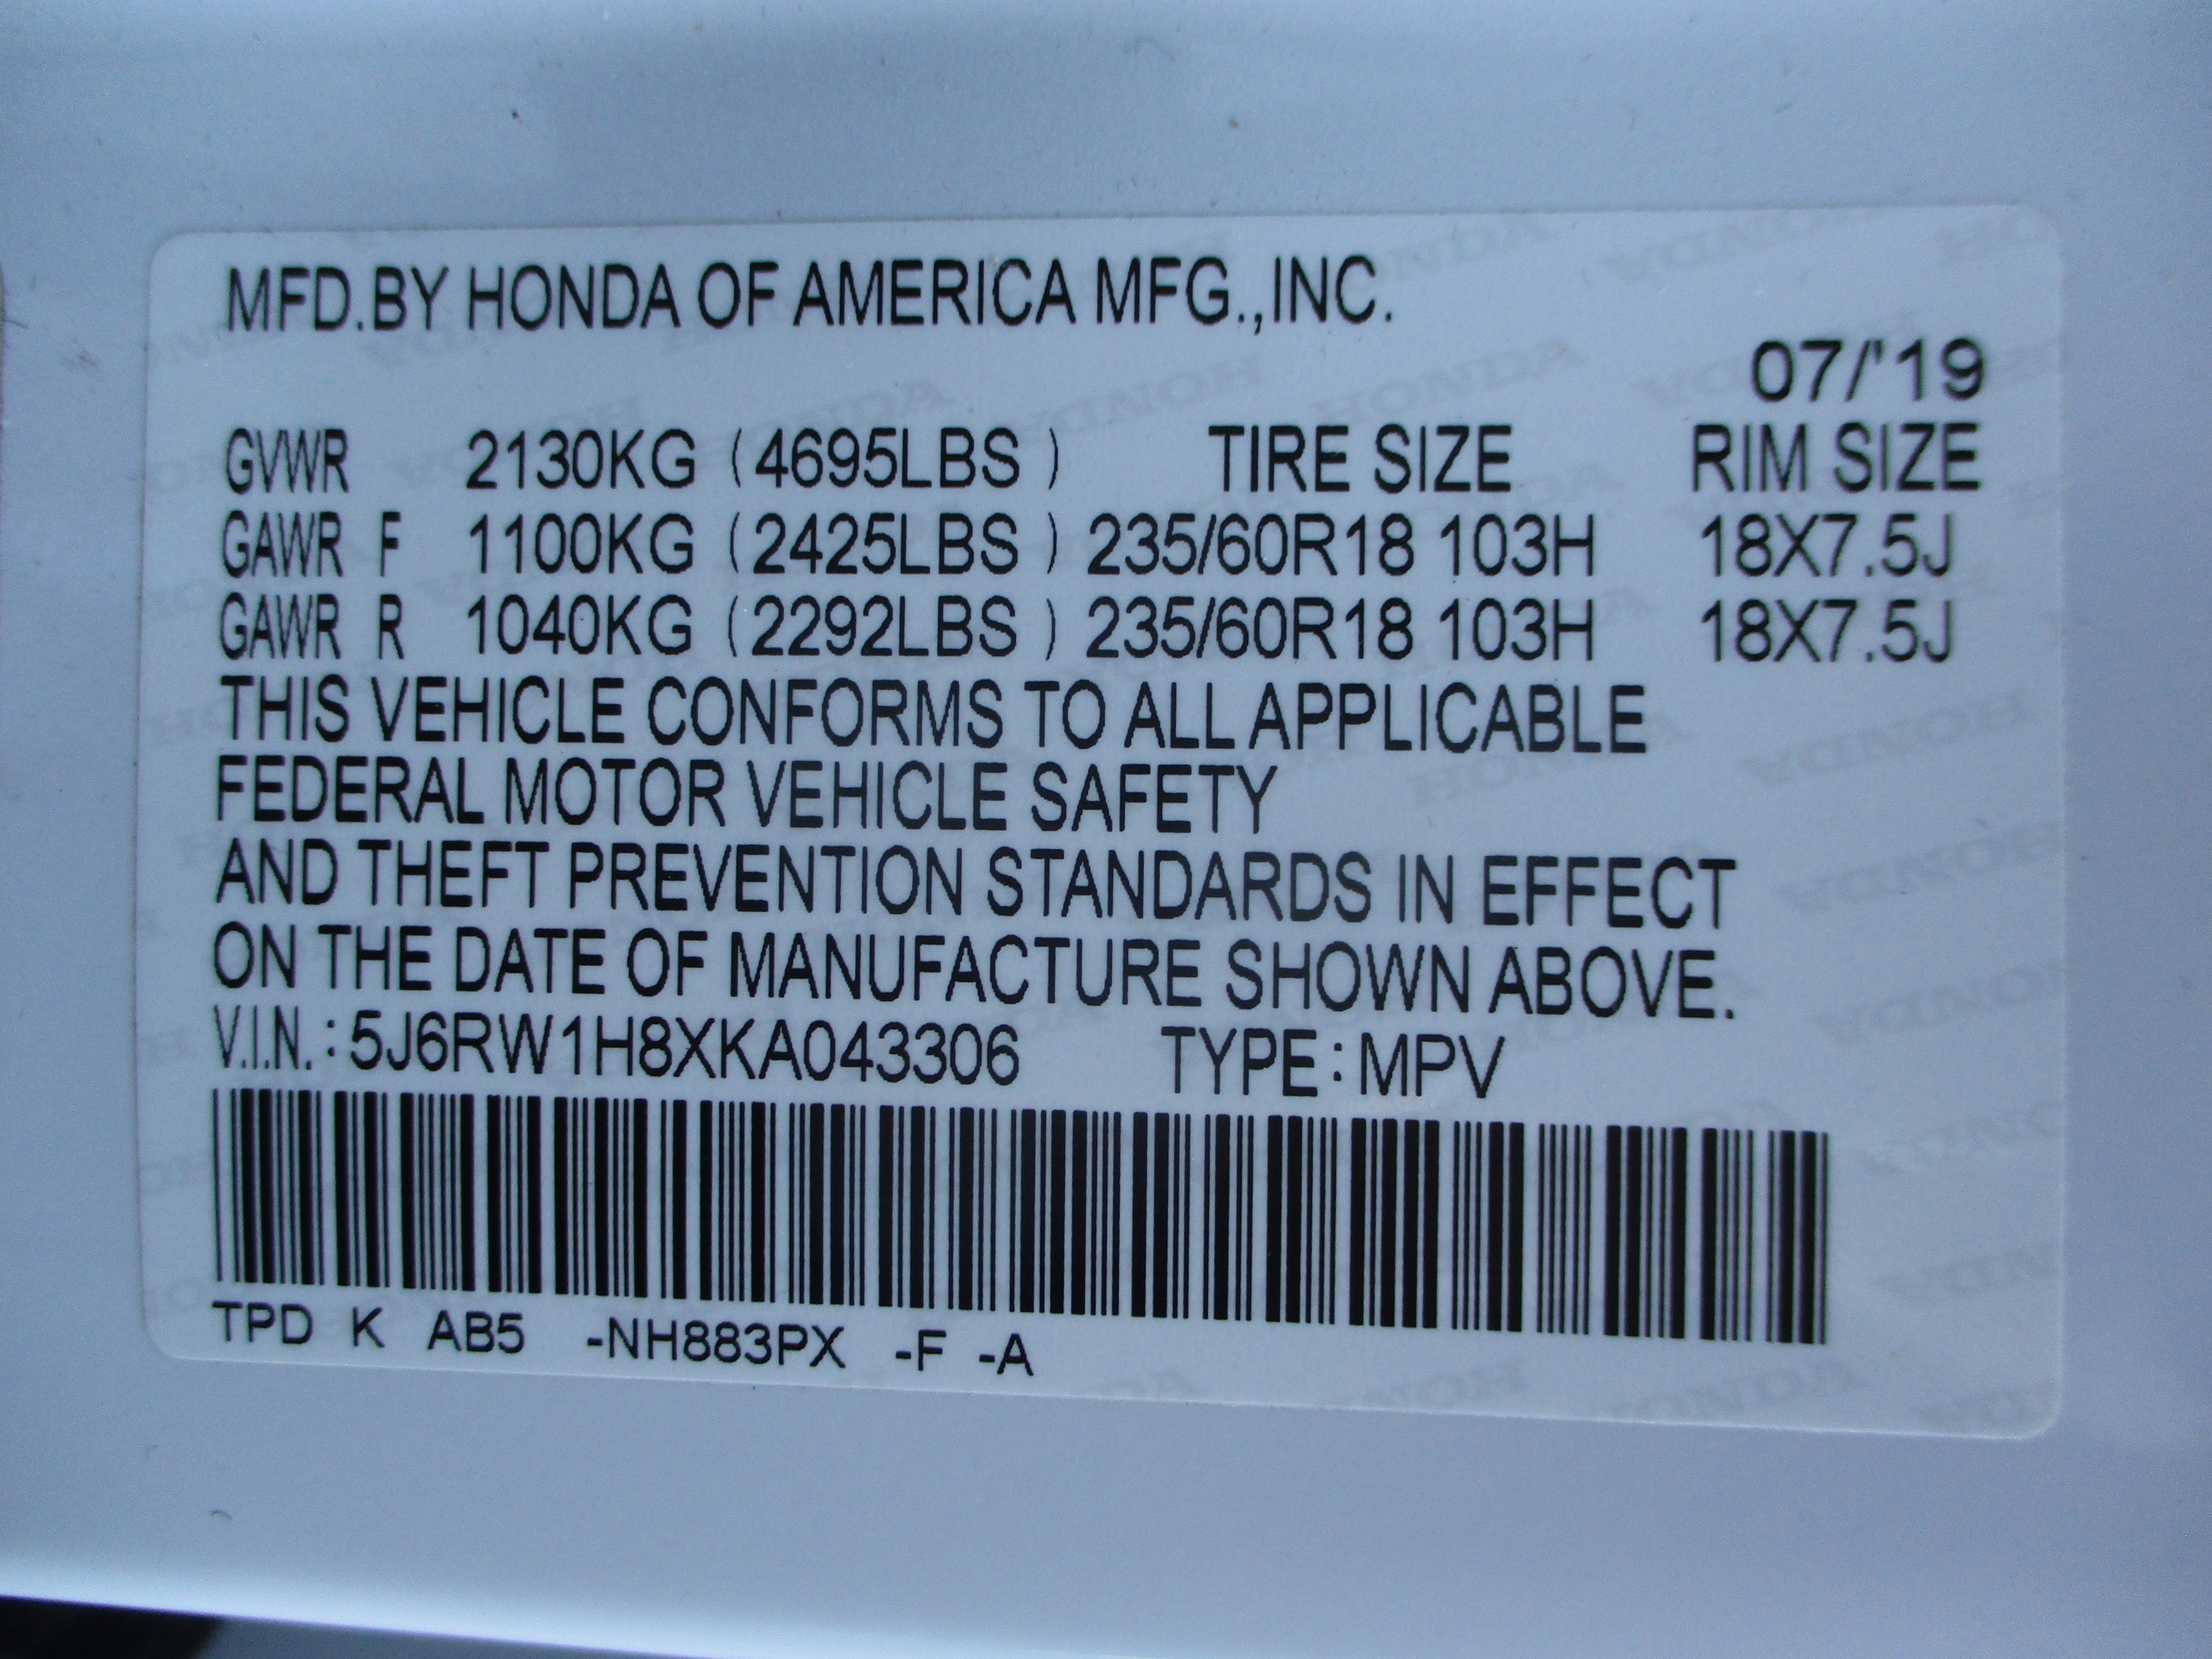 MFD.BY HONDA OF AMERICA MFG.,INC.
07/'19
GVWR 2130KG (4695LBS ) TIRE SIZE RIM SIZE
GAWR F 1100KG (2425LBS ) 235/60R18 103H 18X7.5J
GAWR R 1040KG (2292LBS ) 235/60R18 103H 18X7.5J
THIS VEHICLE CONFORMS TO ALL APPLICABLE
FEDERAL MOTOR VEHICLE SAFETY
AND THEFT PREVENTION STANDARDS IN EFFECT
ON THE DATE OF MANUFACTURE SHOWN ABOVE.
V.I.N.: 5J6RW1H8XKA043306 TYPE: MPV
TPD K AB5 -NH883PX -F -A